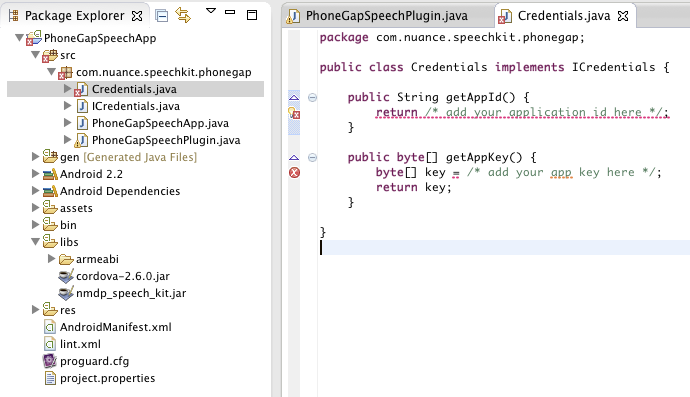 Package Explorer
PhoneGapSpeechApp
src
com.nuance.speechkit.phonegap
Credentials.java
ICredentials.java
PhoneGapSpeechApp.java
PhoneGapSpeechPlugin.java
gen [Generated Java Files]
Android 2.2
Android Dependencies
assets
bin
libs
armeabi
cordova-2.6.0.jar
nmdp_speech_kit.jar
res
AndroidManifest.xml
lint.xml
proguard.cfg
project.properties
PhoneGapSpeechPlugin.java
Credentials.java
package com.nuance.speechkit.phonegap;
public class Credentials implements ICredentials {
public String getAppId() {
return /* add your application id here */;
}
public byte[] getAppKey() {
byte[] key = /* add your app key here */;
return key;
}
}